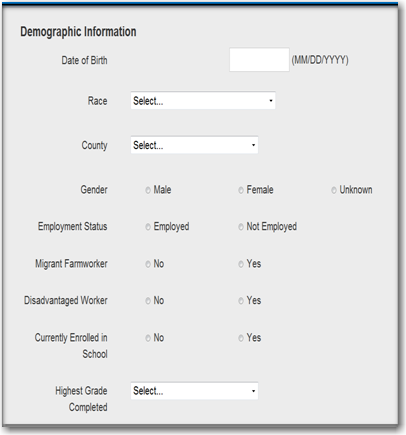 Demographic Information
Date of Birth (MM/DD/YYYY)
Race Select...
County Select...
Gender Male Female Unknown
Employment Status Employed Not Employed
Migrant Farmworker No Yes
Disadvantaged Worker No Yes
Currently Enrolled in No Yes
School
Highest Grade Select...
Completed